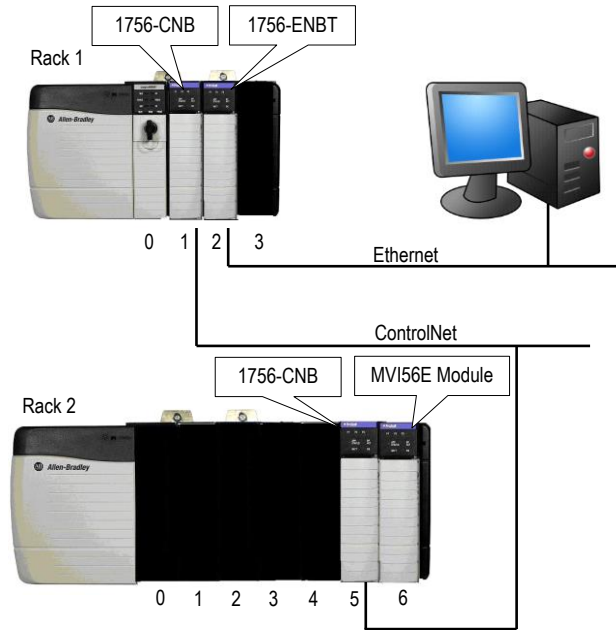 1756-CNB
1756-ENBT
Rack 1
Allen-Bradley
0 1 2 3
Ethernet
ControlNet
1756-CNB
MVI56E Module
Rack 2
Allen-Bradley
0 1 2 3 4 5 6